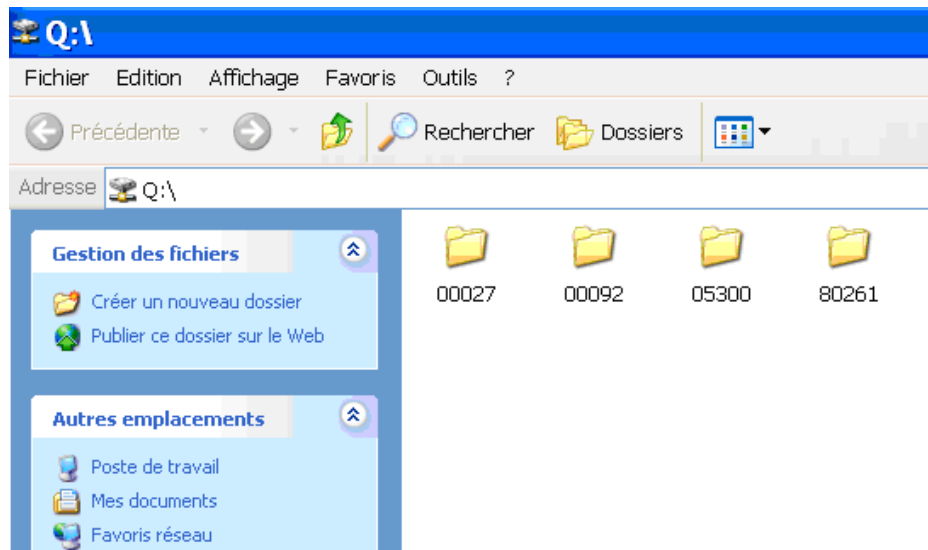 Q:\
Fichier Edition Affichage Favoris Outils ?
Précédente Rechercher Dossiers
Adresse Q:\
Gestion des fichiers
Créer un nouveau dossier
Publier ce dossier sur le Web
Autres emplacements
Poste de travail
Mes documents
Favoris réseau
00027 00092 05300 80261